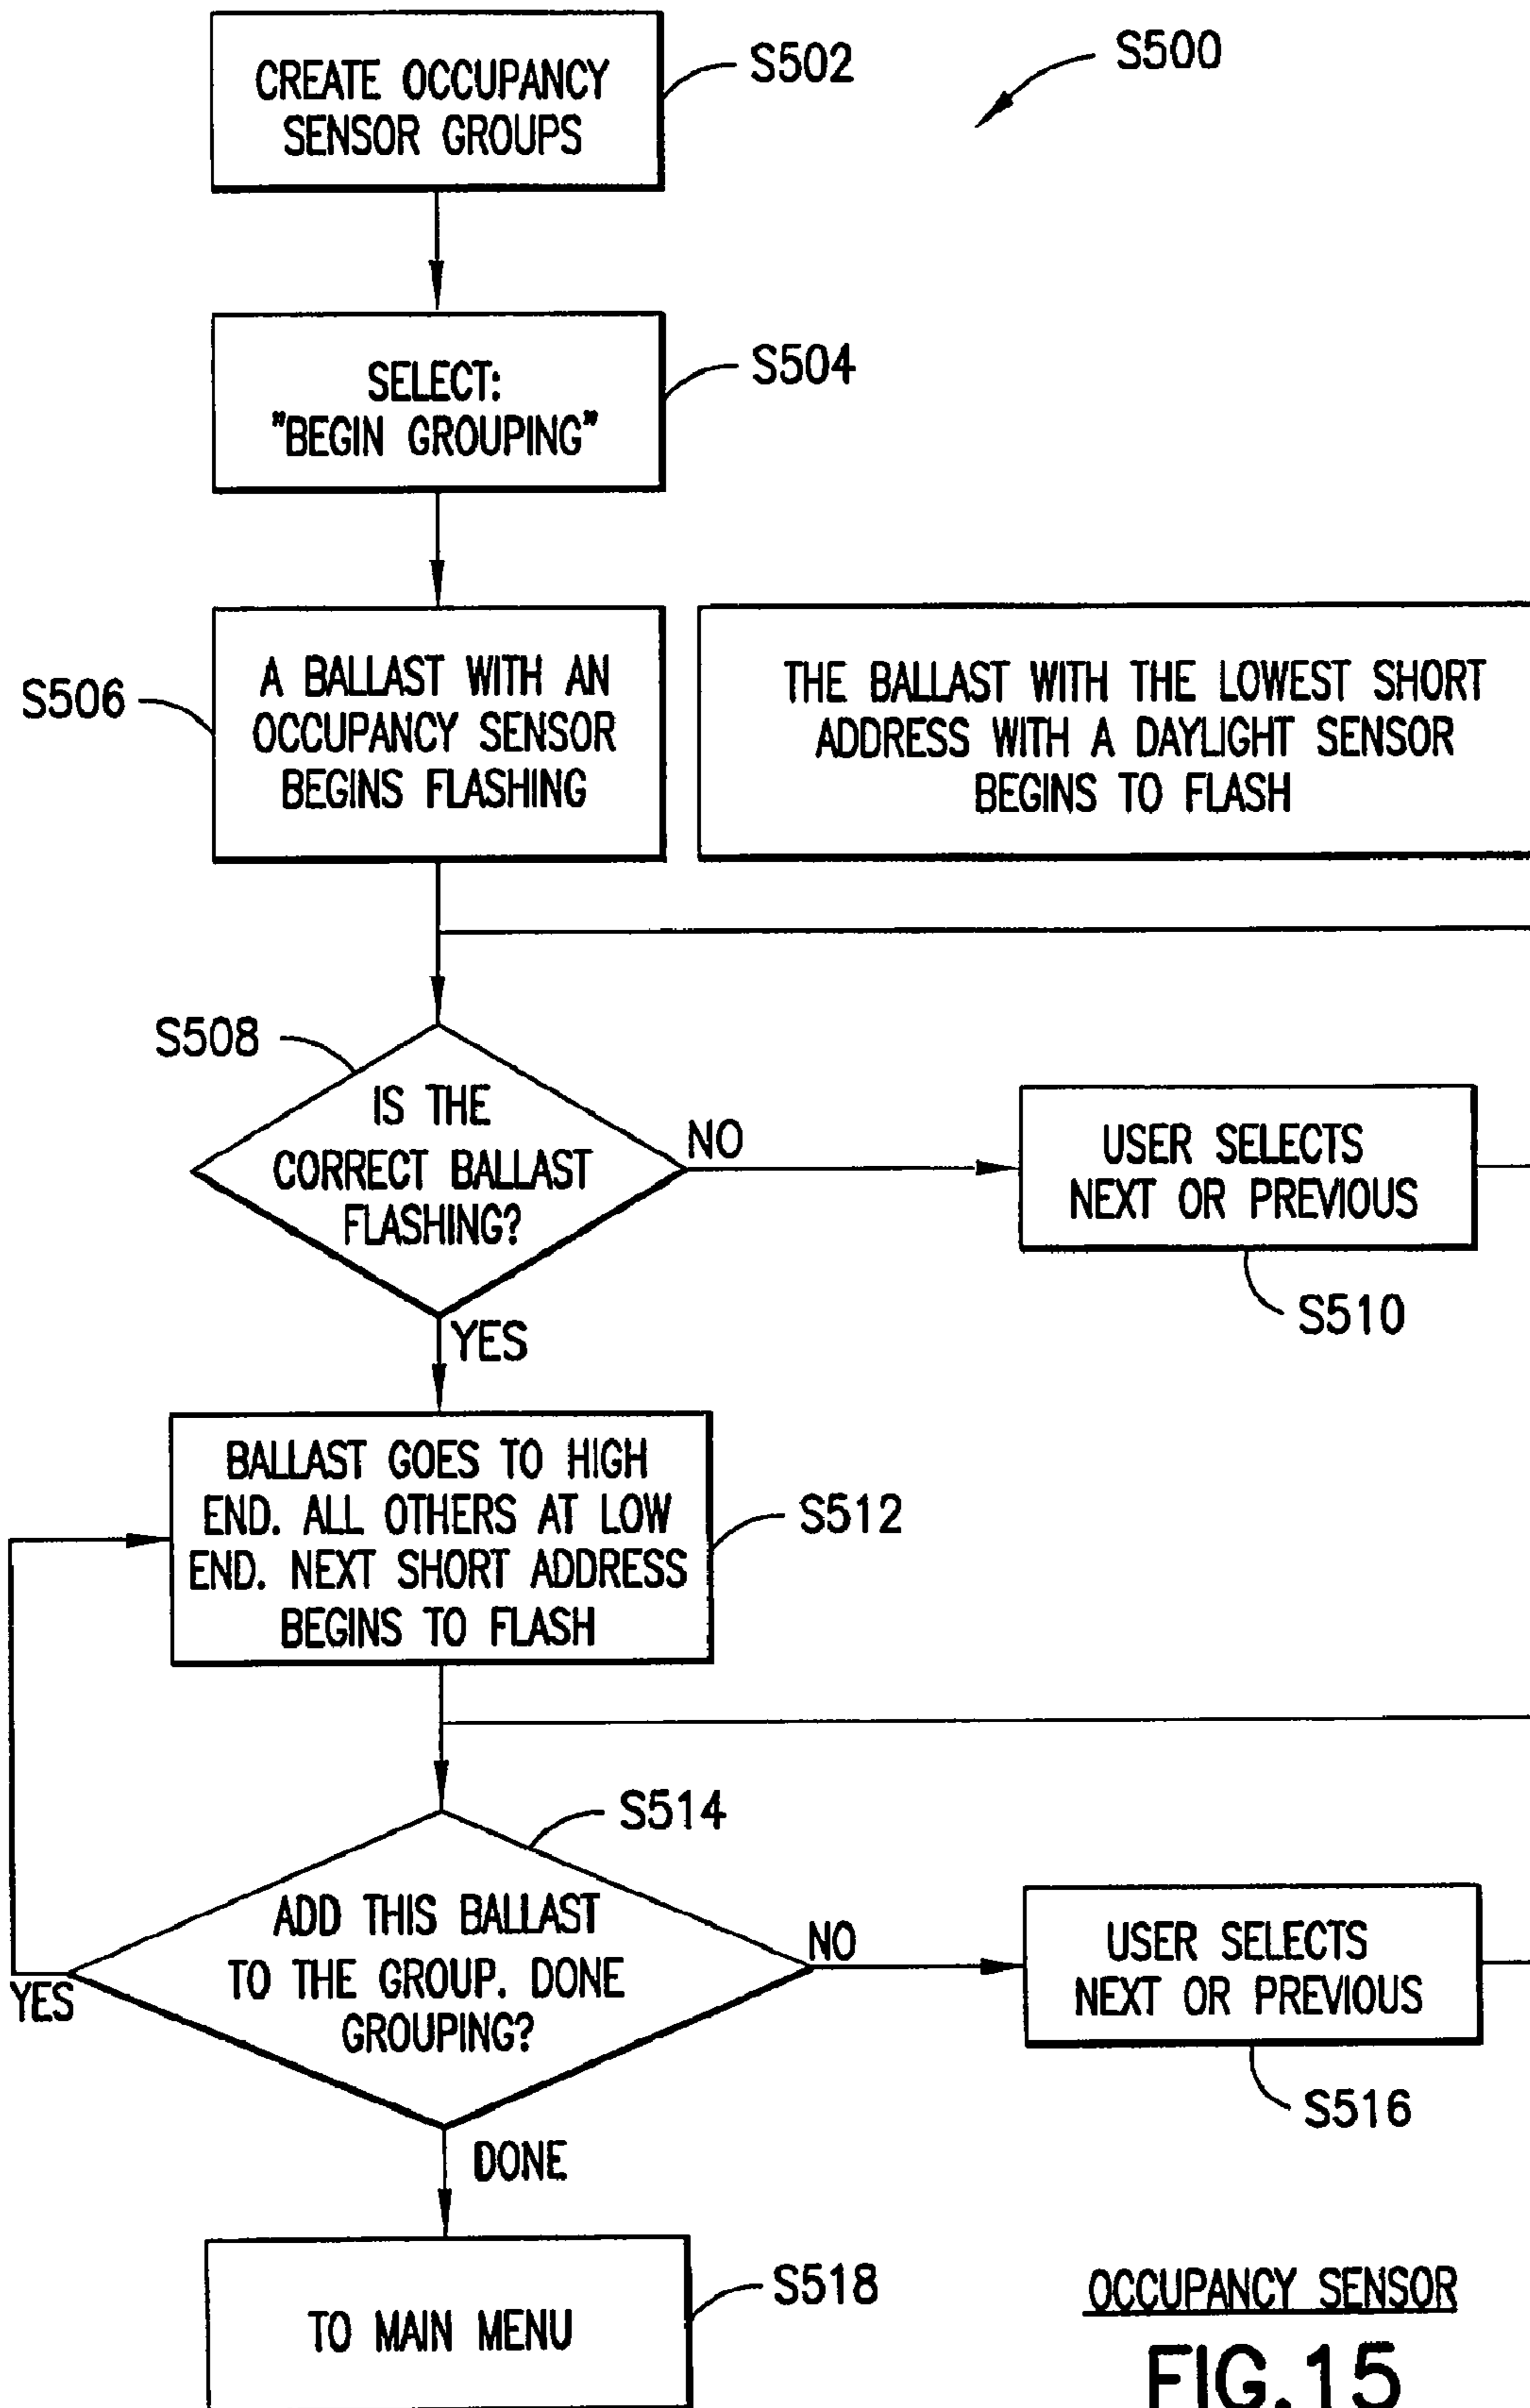 CREATE OCCUPANCY
SENSOR GROUPS
S502
S500
SELECT:
"BEGIN GROUPING"
S504
S506
A BALLAST WITH AN
OCCUPANCY SENSOR
BEGINS FLASHING
THE BALLAST WITH THE LOWEST SHORT
ADDRESS WITH A DAYLIGHT SENSOR
BEGINS TO FLASH
S508
IS THE
CORRECT BALLAST
FLASHING?
NO
USER SELECTS
NEXT OR PREVIOUS
S510
YES
BALLAST GOES TO HIGH
END. ALL OTHERS AT LOW
END. NEXT SHORT ADDRESS
BEGINS TO FLASH
S512
S514
ADD THIS BALLAST
TO THE GROUP. DONE
GROUPING?
YES
NO
USER SELECTS
NEXT OR PREVIOUS
S516
DONE
TO MAIN MENU
S518
OCCUPANCY SENSOR
FIG.15